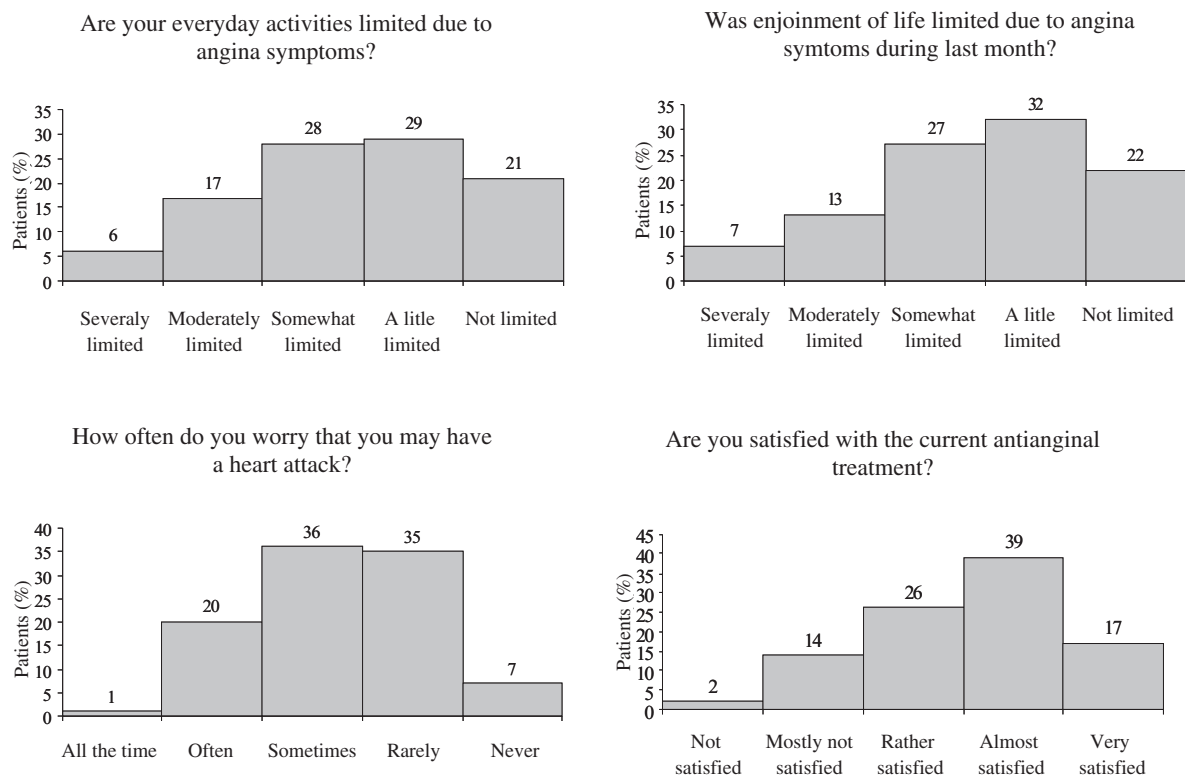 Are your everyday activities limited due to
angina symptoms?
Patients (%)
35
30
25
20
15
10
5
0
6
17
28
29
21
Severaly
limited
Moderately
limited
Somewhat
limited
A litle
limited
Not limited
Was enjoinment of life limited due to angina
symtoms during last month?
Patients (%)
35
30
25
20
15
10
5
0
7
13
27
32
22
Severaly
limited
Moderately
limited
Somewhat
limited
A litle
limited
Not limited
How often do you worry that you may have
a heart attack?
Patients (%)
40
35
30
25
20
15
10
5
0
1
20
36
35
7
All the time
Often
Sometimes
Rarely
Never
Are you satisfied with the current antianginal
treatment?
Patients (%)
45
40
35
30
25
20
15
10
5
0
2
14
26
39
17
Not
satisfied
Mostly not
satisfied
Rather
satisfied
Almost
satisfied
Very
satisfied